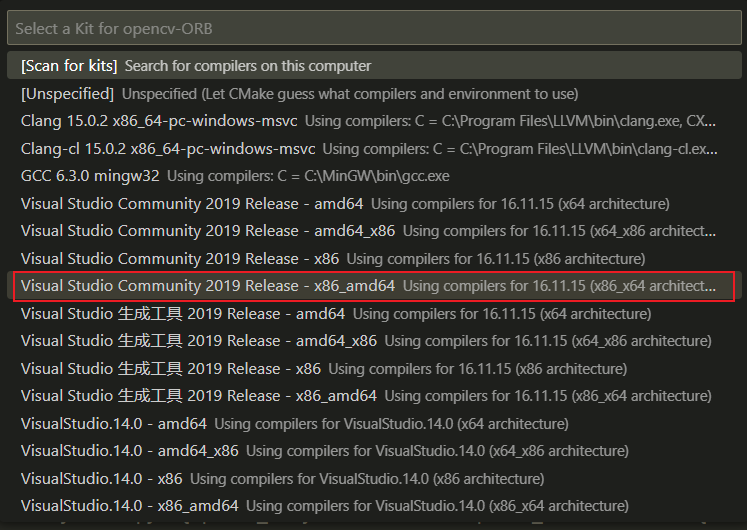 Select a Kit for opencv-ORB
[Scan for kits] Search for compilers on this computer
[Unspecified] Unspecified (Let CMake guess what compilers and environment to use)
Clang 15.0.2 x86_64-pc-windows-msvc Using compilers: C = C:\Program Files\LLVM\bin\clang.exe, CX...
Clang-cl 15.0.2 x86_64-pc-windows-msvc Using compilers: C = C:\Program Files\LLVM\bin\clang-cl.ex...
GCC 6.3.0 mingw32 Using compilers: C = C:\MinGW\bin\gcc.exe
Visual Studio Community 2019 Release - amd64 Using compilers for 16.11.15 (x64 architecture)
Visual Studio Community 2019 Release - amd64_x86 Using compilers for 16.11.15 (x64_x86 architect...
Visual Studio Community 2019 Release - x86 Using compilers for 16.11.15 (x86 architecture)
Visual Studio Community 2019 Release - x86_amd64 Using compilers for 16.11.15 (x86_x64 architect...
Visual Studio 生成工具 2019 Release - amd64 Using compilers for 16.11.15 (x64 architecture)
Visual Studio 生成工具 2019 Release - amd64_x86 Using compilers for 16.11.15 (x64_x86 architecture)
Visual Studio 生成工具 2019 Release - x86 Using compilers for 16.11.15 (x86 architecture)
Visual Studio 生成工具 2019 Release - x86_amd64 Using compilers for 16.11.15 (x86_x64 architecture)
VisualStudio.14.0 - amd64 Using compilers for VisualStudio.14.0 (x64 architecture)
VisualStudio.14.0 - amd64_x86 Using compilers for VisualStudio.14.0 (x64_x86 architecture)
VisualStudio.14.0 - x86 Using compilers for VisualStudio.14.0 (x86 architecture)
VisualStudio.14.0 - x86_amd64 Using compilers for VisualStudio.14.0 (x86_x64 architecture)